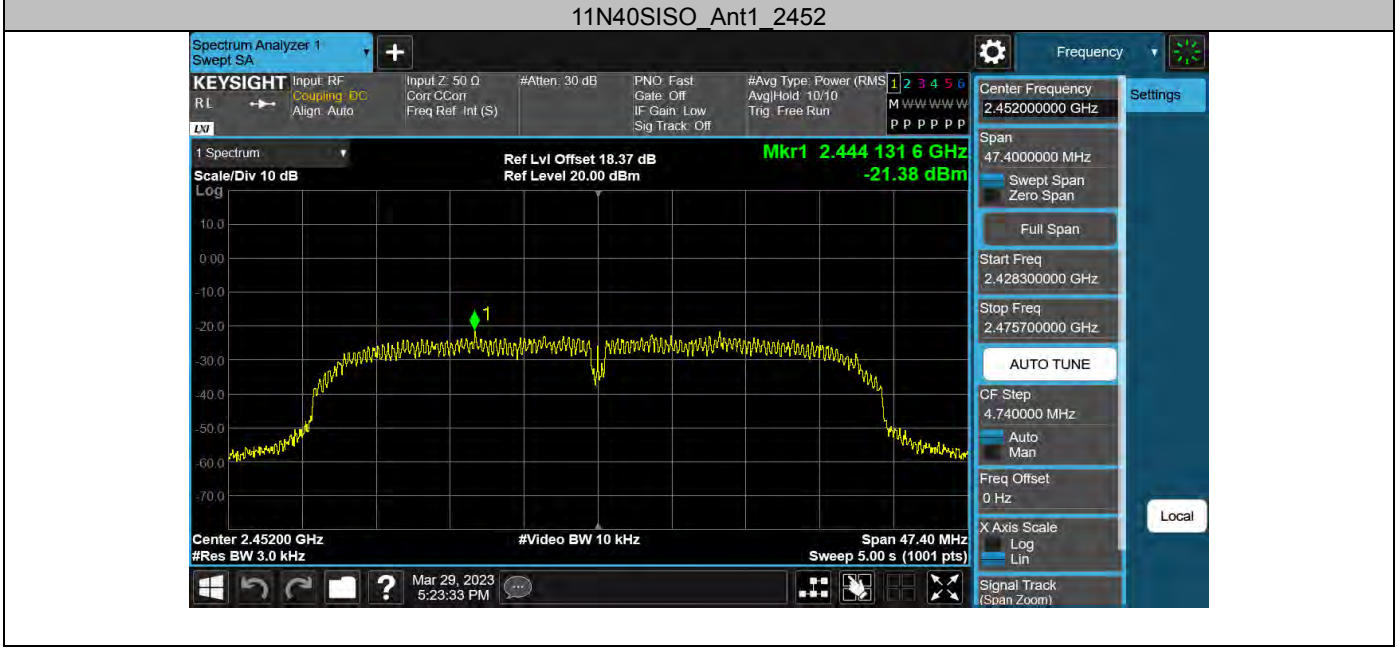 11N40SISO_Ant1_2452
Spectrum Analyzer 1
Swept SA
+
Frequency
KEYSIGHT
RL
LXI
Input: RF
Coupling: DC
Align: Auto
Input Z: 50 Ω
Corr CCorr
Freq Ref: Int (S)
#Atten: 30 dB
PNO: Fast
Gate: Off
IF Gain: Low
Sig Track: Off
#Avg Type: Power (RMS
Avg|Hold: 10/10
Trig: Free Run
1 2 3 4 5 6
M WW WW W
P P P P P P
Center Frequency
2.452000000 GHz
Settings
Span
47.4000000 MHz
Swept Span
Zero Span
Full Span
Start Freq
2.428300000 GHz
Stop Freq
2.475700000 GHz
AUTO TUNE
CF Step
4.740000 MHz
Auto
Man
Freq Offset
0 Hz
X Axis Scale
Log
Lin
Signal Track
(Span Zoom)
Local
1 Spectrum
Scale/Div 10 dB
Log
Ref Lvl Offset 18.37 dB
Ref Level 20.00 dBm
Mkr1 2.444 131 6 GHz
-21.38 dBm
10.0
0.00
-10.0
-20.0
-30.0
-40.0
-50.0
-60.0
-70.0
1
Center 2.45200 GHz
#Res BW 3.0 kHz
#Video BW 10 kHz
Span 47.40 MHz
Sweep 5.00 s (1001 pts)
?
Mar 29, 2023
5:23:33 PM